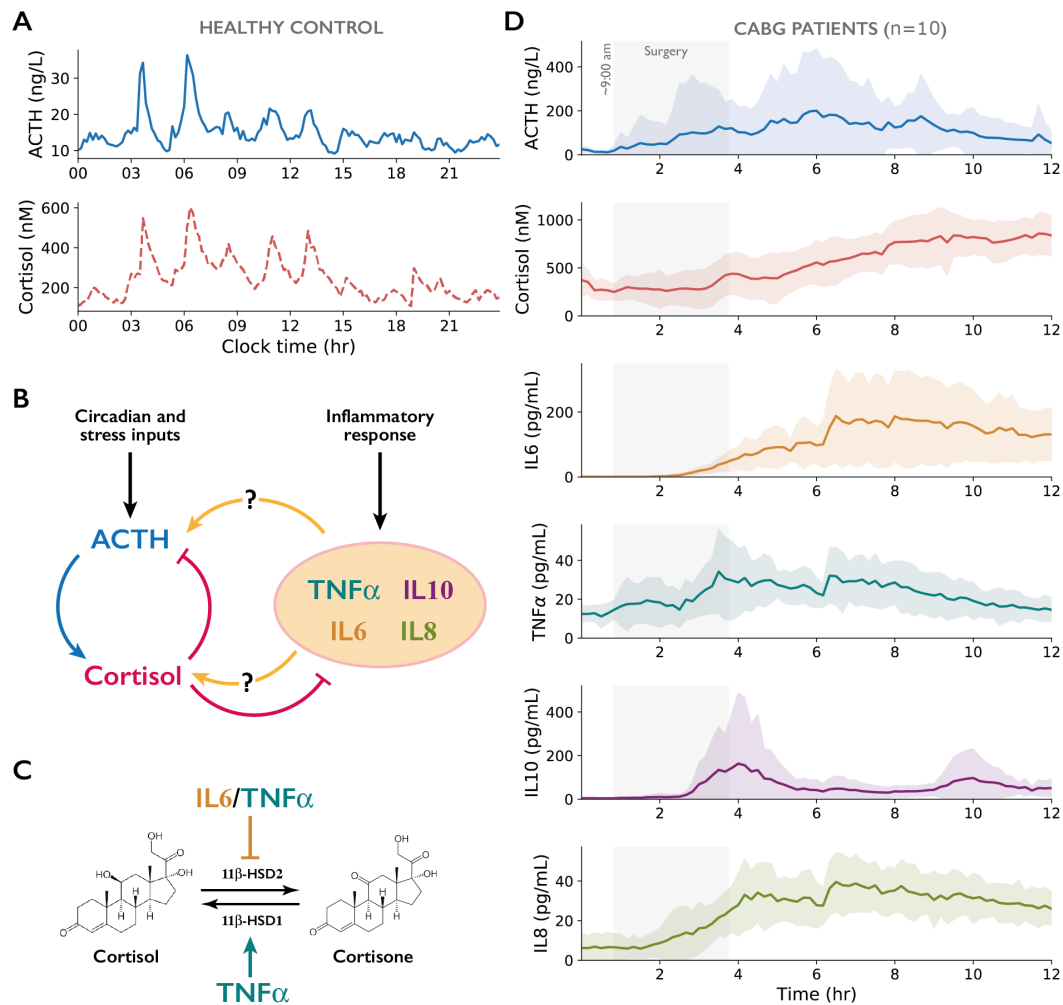 A
HEALTHY CONTROL
ACTH (ng/L)
30
20
10
00 03 06 09 12 15 18 21
Cortisol (nM)
600
400
200
00 03 06 09 12 15 18 21
Clock time (hr)
B
Circadian and
stress inputs
Inflammatory
response
?
ACTH
TNFα IL10
IL6 IL8
Cortisol
?
C
IL6/TNFα
OH
O
HO
OH
H
H
H
O
11β-HSD2
11β-HSD1
OH
O
O
OH
H
H
H
O
Cortisol
Cortisone
TNFα
D
CABG PATIENTS (n=10)
~9:00 am
Surgery
ACTH (ng/L)
400
200
0
2 4 6 8 10 12
Cortisol (nM)
1000
500
0
2 4 6 8 10 12
IL6 (pg/mL)
200
0
2 4 6 8 10 12
TNFα (pg/mL)
40
20
0
2 4 6 8 10 12
IL10 (pg/mL)
400
200
0
2 4 6 8 10 12
IL8 (pg/mL)
40
20
0
2 4 6 8 10 12
Time (hr)